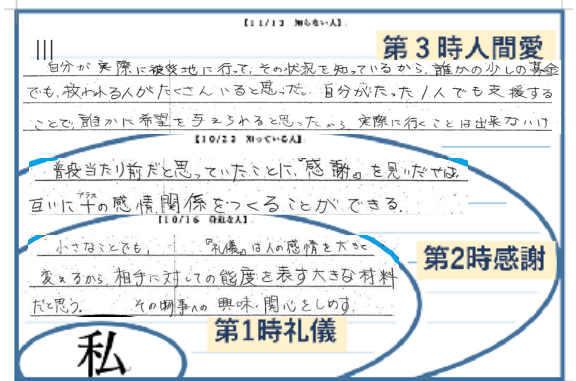 【11/13 知らない人】
第3時人間愛
自分が実際に被災地に行って、その状況を知っているから、誰かの少しの募金
でも、救われる人がたくさんいると思った。自分がたった1人でも支援する
ことで、誰かに希望を与えられると思ったから 実際に行くことは出来ないけ
【10/23 知っている人】
普段当たり前だと思っていたことに、『感謝』を見いだせば、
プラス
互いに+の感情関係をつくることができる.
第2時感謝
【10/16 身近な人】
小さなことでも, 『礼儀』は人の感情を大きく
変えるから, 相手に対しての態度を表す大きな材料
だと思う. その物事への興味・関心をしめす.
第1時礼儀
私